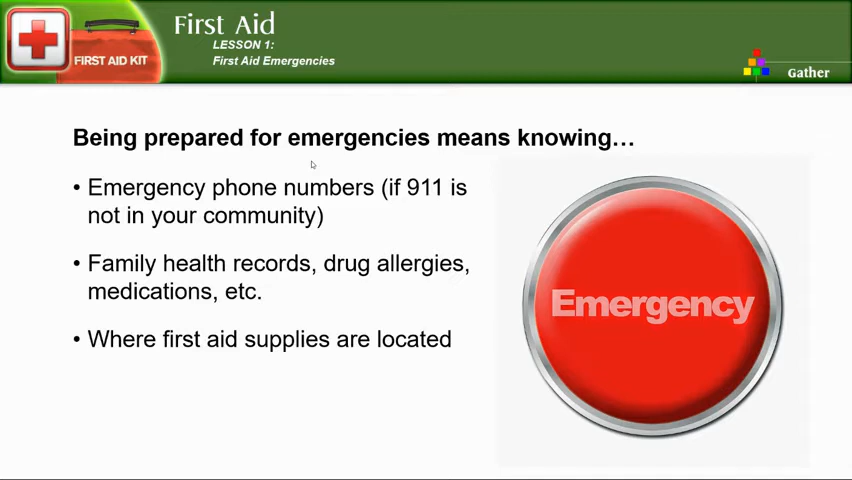 First Aid
LESSON 1:
First Aid Emergencies
FIRST AID KIT
Gather
Being prepared for emergencies means knowing…
• Emergency phone numbers (if 911 is
not in your community)
• Family health records, drug allergies,
medications, etc.
• Where first aid supplies are located
Emergency